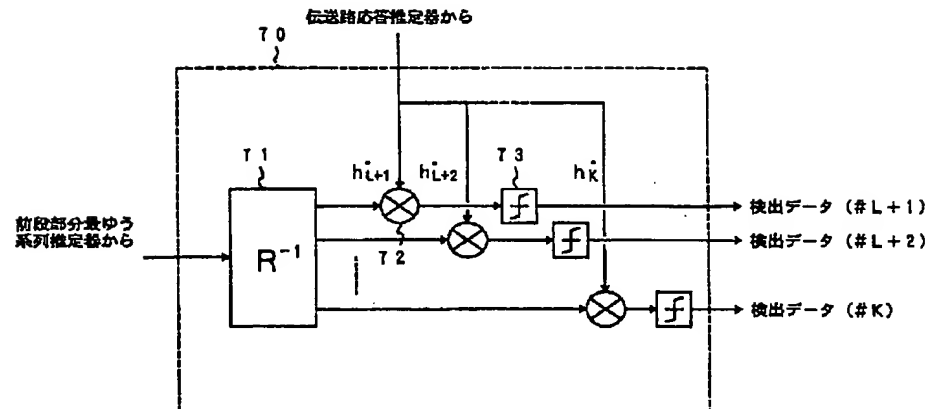 伝送路応答推定器から
70
71
h*L+1
h*L+2
73
h*K
前段部分最ゆう
系列推定器から
R⁻¹
72
検出データ (#L+1)
検出データ (#L+2)
検出データ (#K)